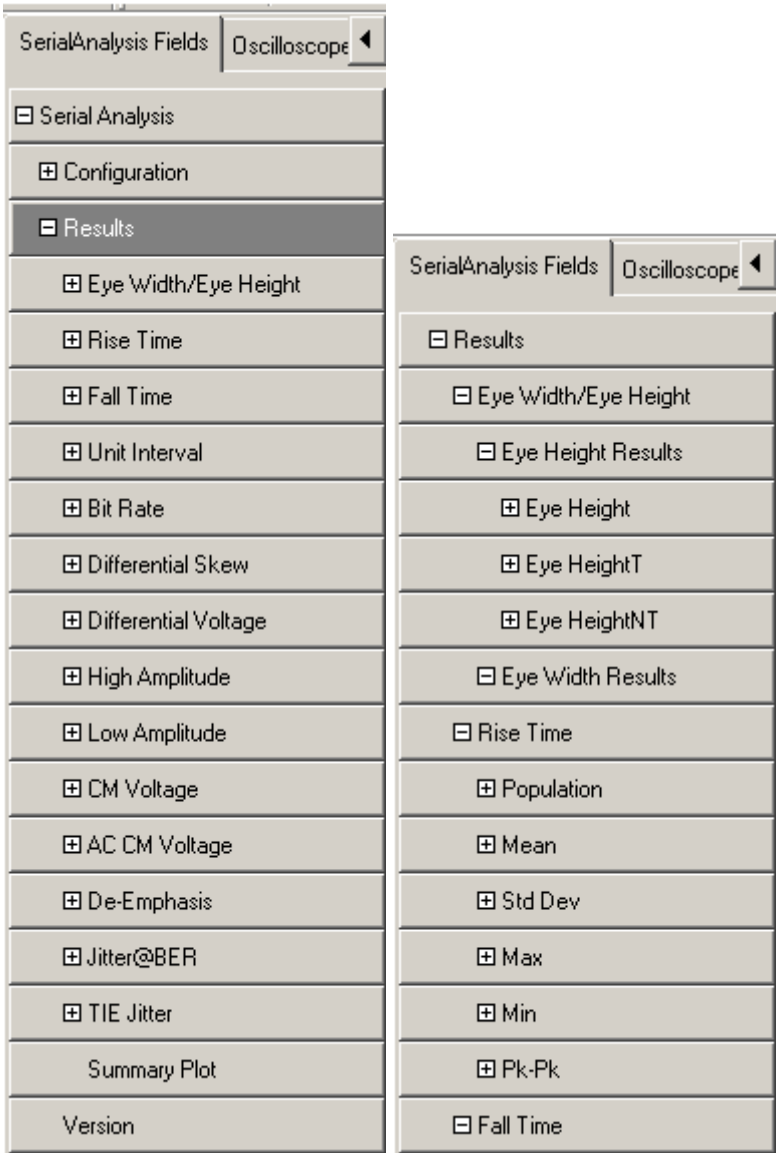 SerialAnalysis Fields
Oscilloscope
Serial Analysis
Configuration
Results
Eye Width/Eye Height
Rise Time
Fall Time
Unit Interval
Bit Rate
Differential Skew
Differential Voltage
High Amplitude
Low Amplitude
CM Voltage
AC CM Voltage
De-Emphasis
Jitter@BER
TIE Jitter
Summary Plot
Version
SerialAnalysis Fields
Oscilloscope
Results
Eye Width/Eye Height
Eye Height Results
Eye Height
Eye HeightT
Eye HeightNT
Eye Width Results
Rise Time
Population
Mean
Std Dev
Max
Min
Pk-Pk
Fall Time